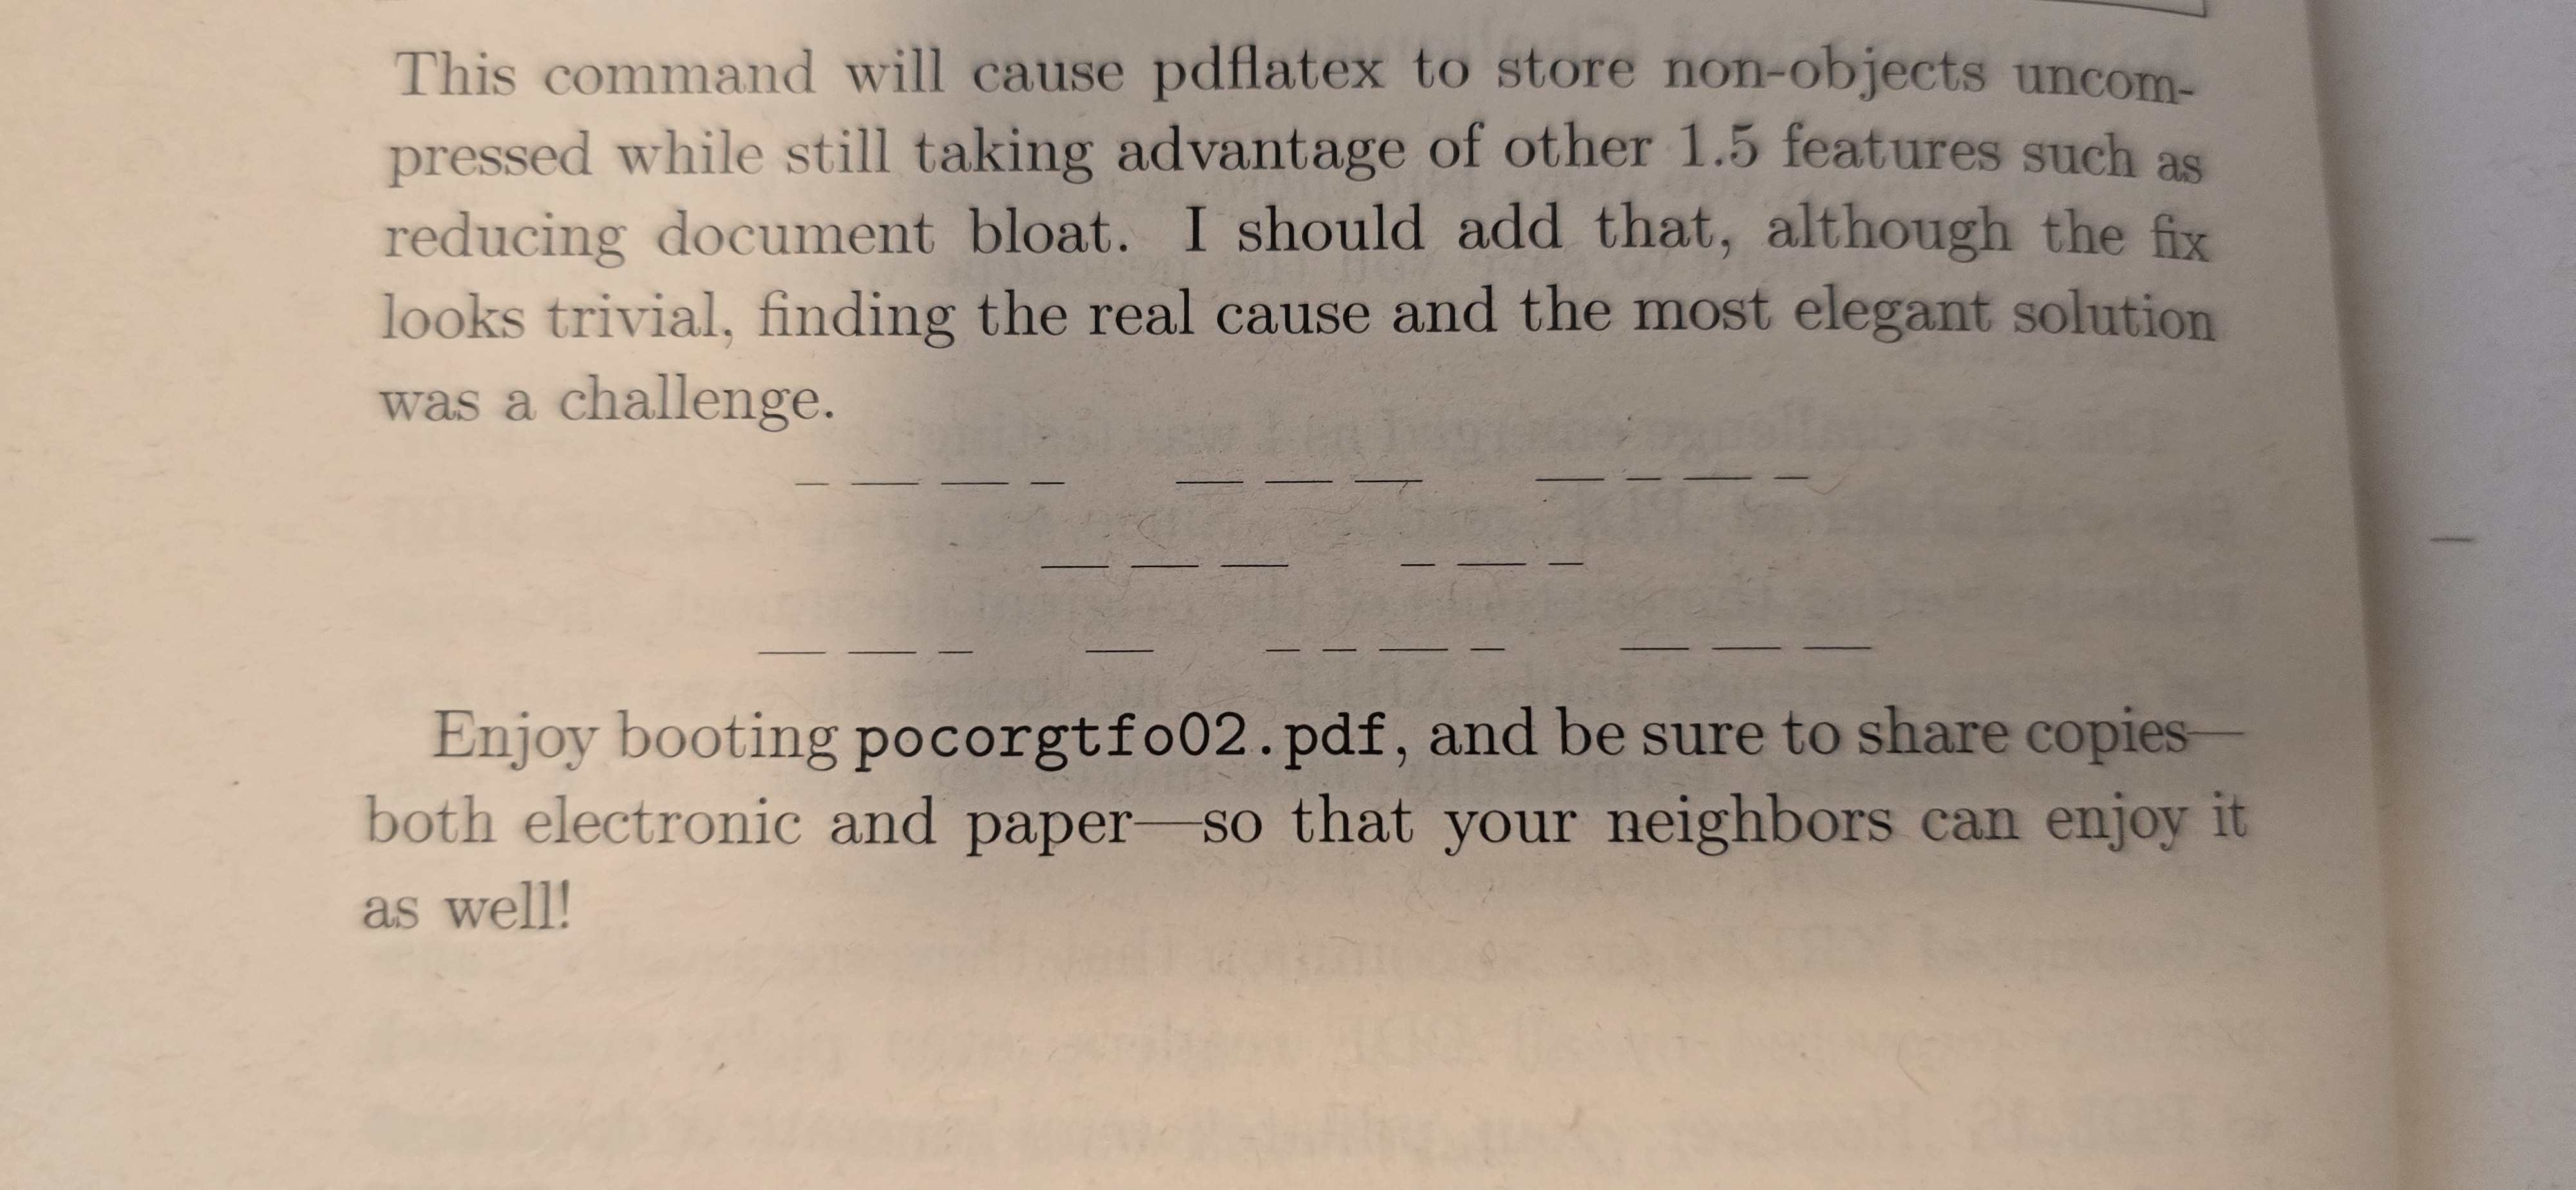 This command will cause pdflatex to store non-objects uncom-
pressed while still taking advantage of other 1.5 features such as
reducing document bloat. I should add that, although the fix
looks trivial, finding the real cause and the most elegant solution
was a challenge.
– — — –   — — —   — – — –
— — —   – — –
— — –   —   – – — –   — — —
Enjoy booting pocorgtfo02.pdf, and be sure to share copies—
both electronic and paper—so that your neighbors can enjoy it
as well!